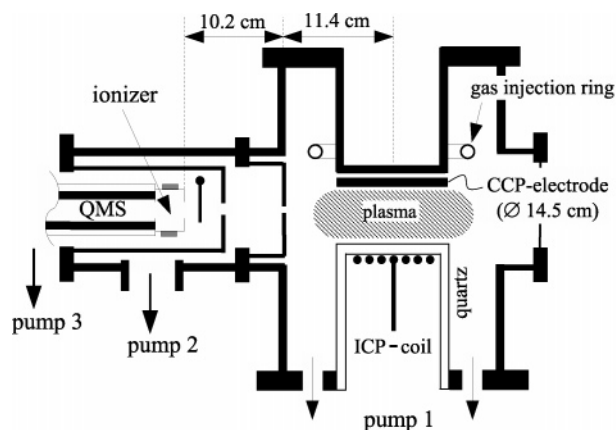 10.2 cm
11.4 cm
ionizer
gas injection ring
QMS
CCP-electrode
(Ø 14.5 cm)
plasma
quartz
pump 3
pump 2
ICP-coil
pump 1